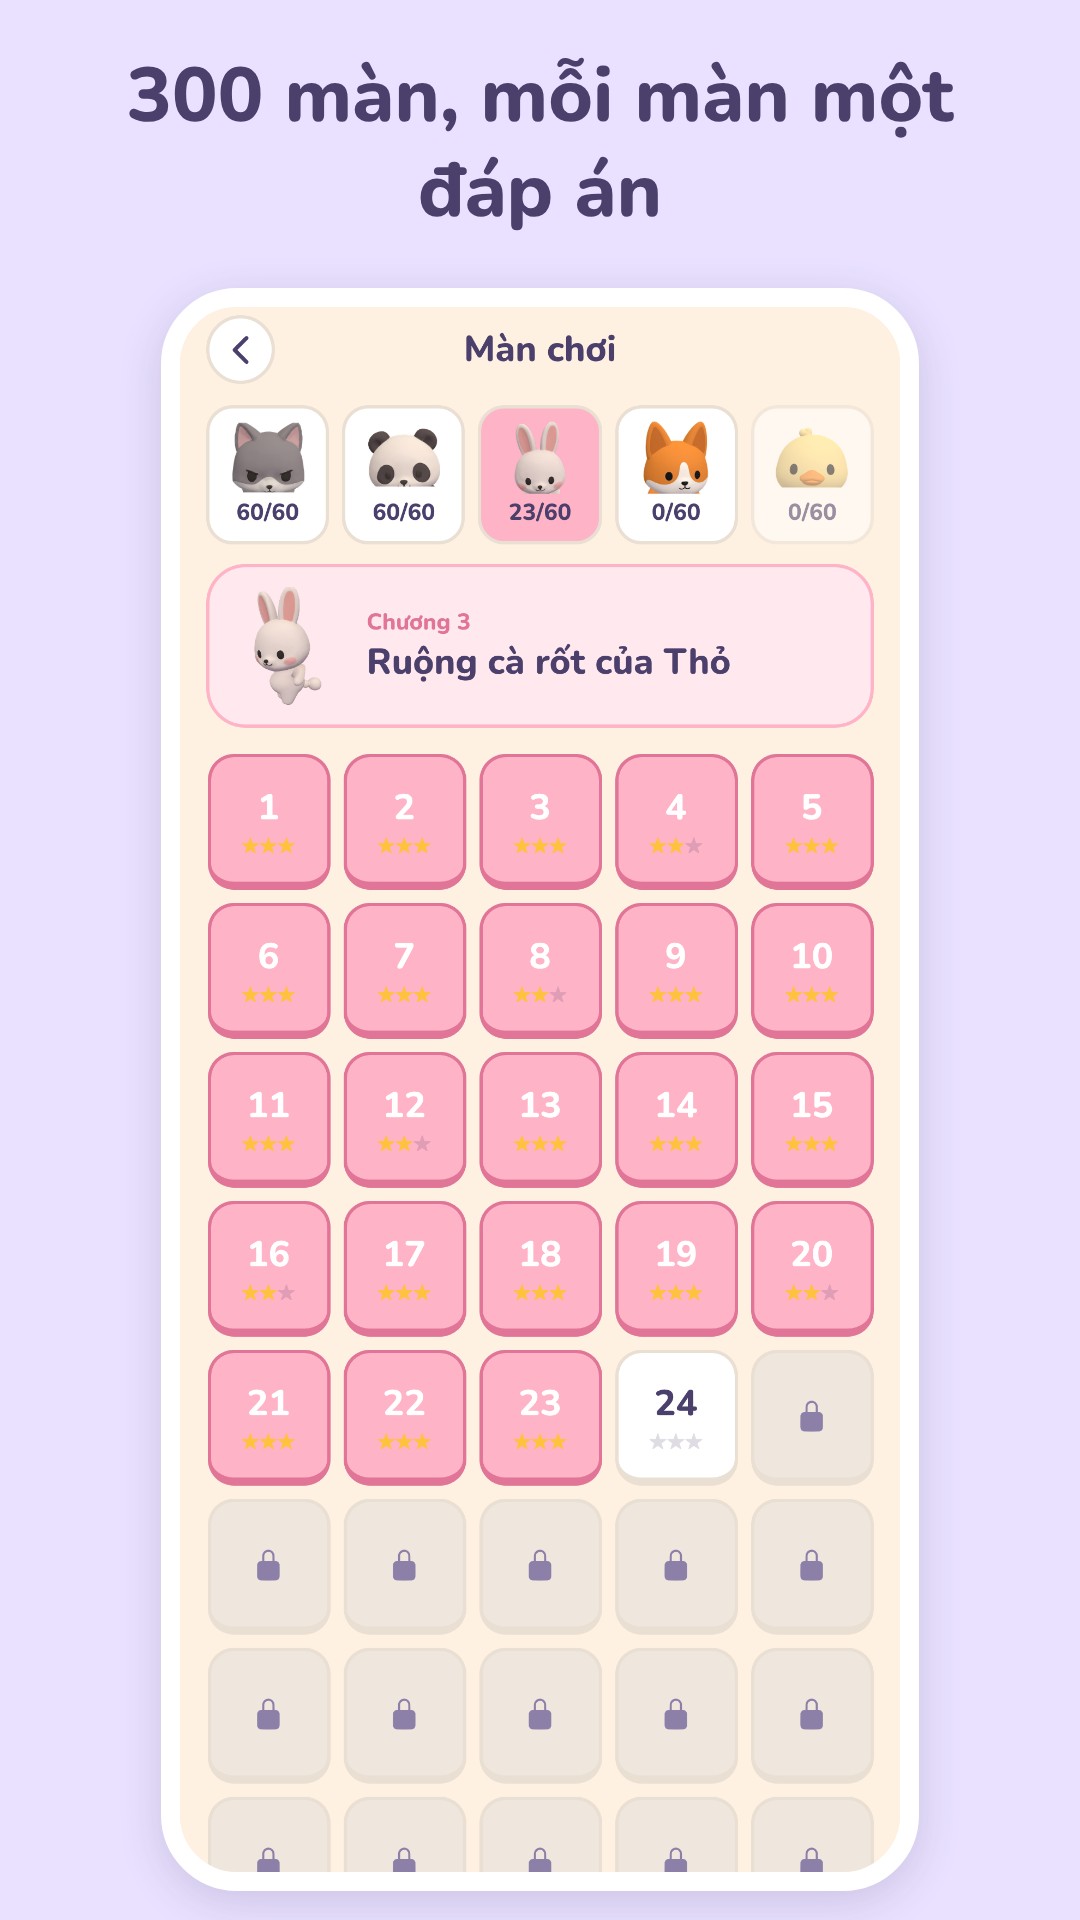 300 màn, mỗi màn một
đáp án
Màn chơi
60/60 60/60 23/60 0/60 0/60
Chương 3
Ruộng cà rốt của Thỏ
1 2 3 4 5
6 7 8 9 10
11 12 13 14 15
16 17 18 19 20
21 22 23 24